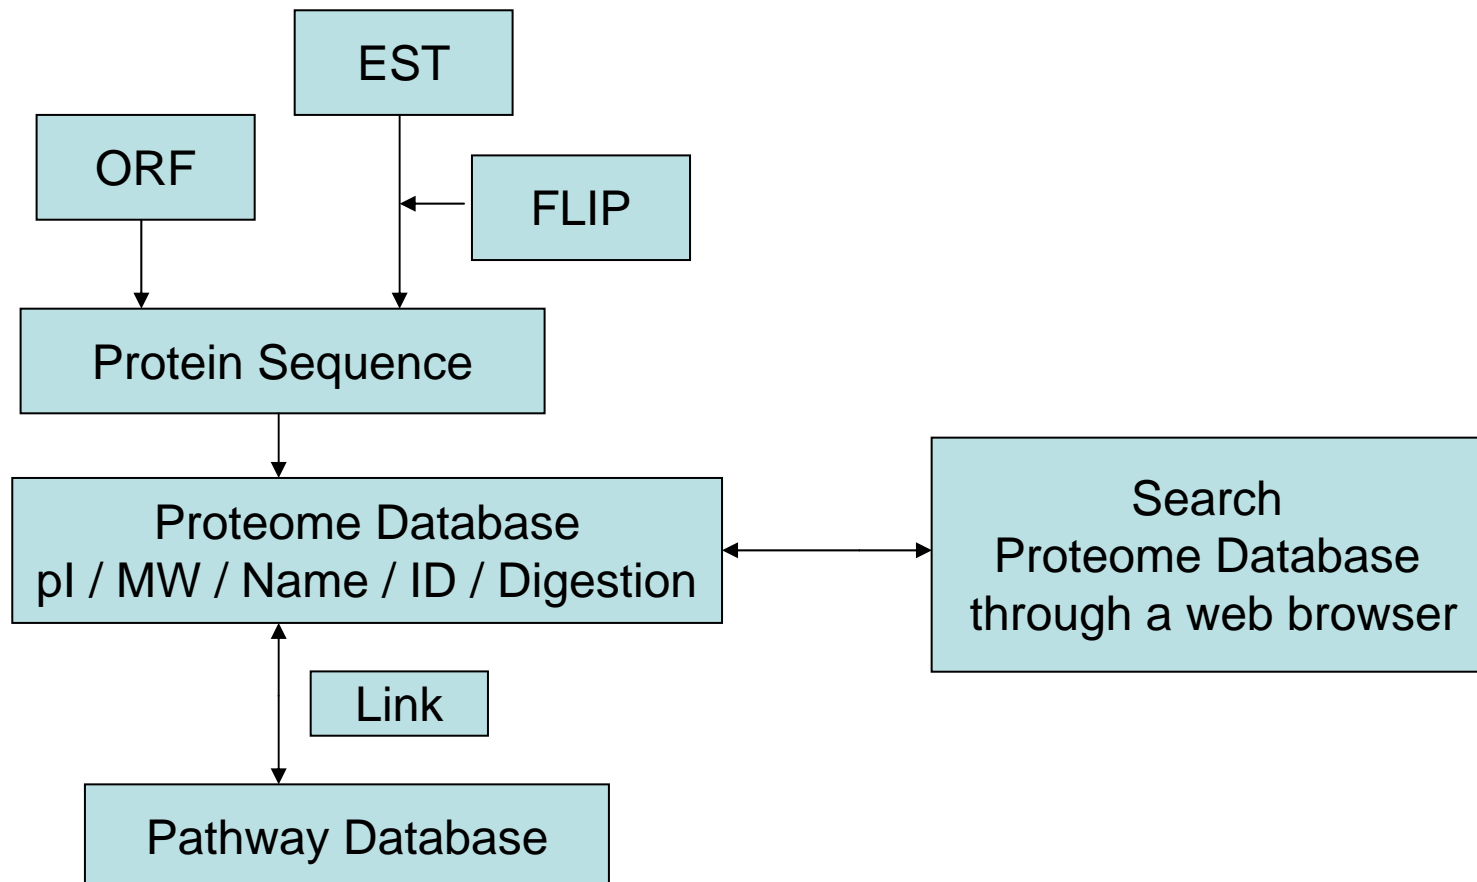 EST
ORF
FLIP
Protein Sequence
Proteome Database
pI / MW / Name / ID / Digestion
Search
Proteome Database
through a web browser
Link
Pathway Database